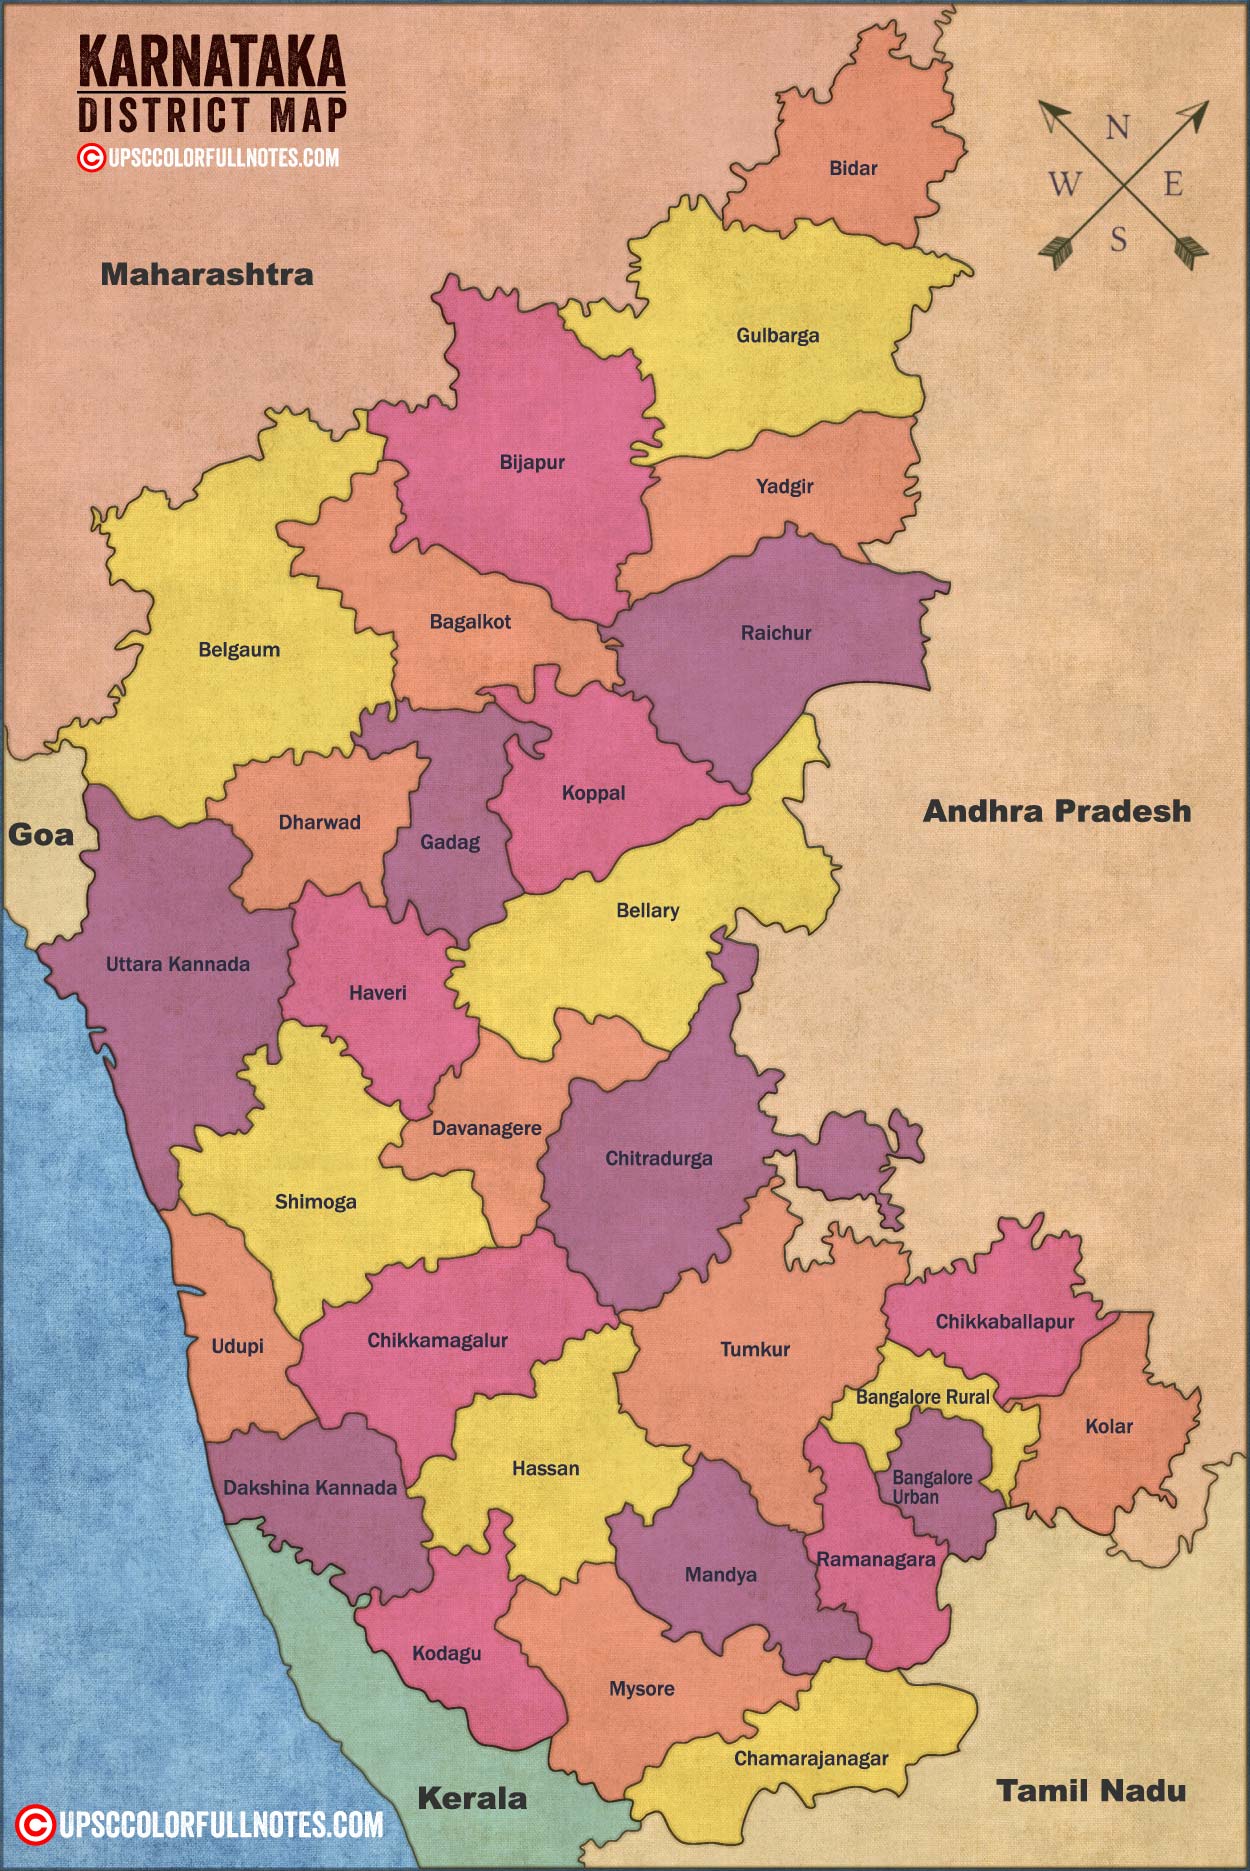 KARNATAKA
DISTRICT MAP
© UPSCCOLORFULLNOTES.COM
N
W E
S
Bidar
Maharashtra
Gulbarga
Bijapur
Yadgir
Bagalkot
Raichur
Belgaum
Koppal
Andhra Pradesh
Goa
Dharwad
Gadag
Bellary
Uttara Kannada
Haveri
Davanagere
Chitradurga
Shimoga
Chikkaballapur
Udupi
Chikkamagalur
Tumkur
Bangalore Rural
Kolar
Hassan
Dakshina Kannada
Bangalore
Urban
Ramanagara
Mandya
Kodagu
Mysore
Chamarajanagar
Kerala
Tamil Nadu
© UPSCCOLORFULLNOTES.COM